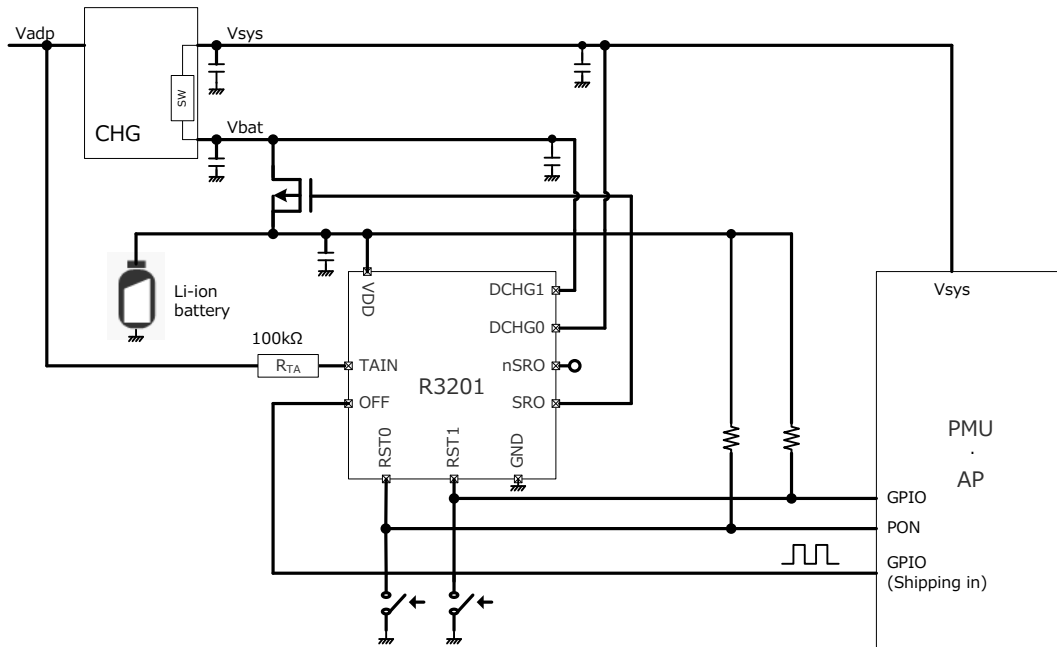 Vadp
Vsys
SW
CHG
Vbat
Li-ion
battery
VDD
DCHG1
DCHG0
nSRO
SRO
100kΩ
RTA
TAIN
OFF
R3201
RST0
RST1
GND
Vsys
PMU
·
AP
GPIO
PON
GPIO
(Shipping in)